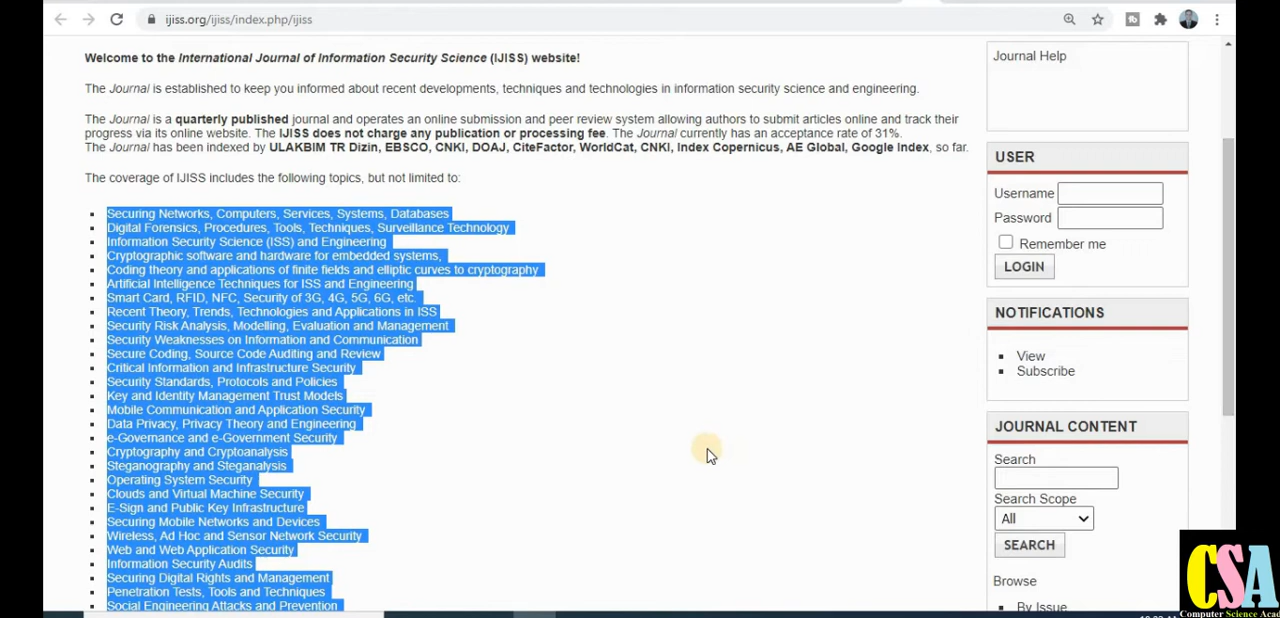 ijiss.org/ijiss/index.php/ijiss
Welcome to the International Journal of Information Security Science (IJISS) website!
The Journal is established to keep you informed about recent developments, techniques and technologies in information security science and engineering.
The Journal is a quarterly published journal and operates an online submission and peer review system allowing authors to submit articles online and track their
progress via its online website. The IJISS does not charge any publication or processing fee. The Journal currently has an acceptance rate of 31%.
The Journal has been indexed by ULAKBIM TR Dizin, EBSCO, CNKI, DOAJ, CiteFactor, WorldCat, CNKI, Index Copernicus, AE Global, Google Index, so far.
The coverage of IJISS includes the following topics, but not limited to:
Securing Networks, Computers, Services, Systems, Databases
Digital Forensics, Procedures, Tools, Techniques, Surveillance Technology
Information Security Science (ISS) and Engineering
Cryptographic software and hardware for embedded systems,
Coding theory and applications of finite fields and elliptic curves to cryptography
Artificial Intelligence Techniques for ISS and Engineering
Smart Card, RFID, NFC, Security of 3G, 4G, 5G, 6G, etc.
Recent Theory, Trends, Technologies and Applications in ISS
Security Risk Analysis, Modelling, Evaluation and Management
Security Weaknesses on Information and Communication
Secure Coding, Source Code Auditing and Review
Critical Information and Infrastructure Security
Security Standards, Protocols and Policies
Key and Identity Management Trust Models
Mobile Communication and Application Security
Data Privacy, Privacy Theory and Engineering
e-Governance and e-Government Security
Cryptography and Cryptoanalysis
Steganography and Steganalysis
Operating System Security
Clouds and Virtual Machine Security
E-Sign and Public Key Infrastructure
Securing Mobile Networks and Devices
Wireless, Ad Hoc and Sensor Network Security
Web and Web Application Security
Information Security Audits
Securing Digital Rights and Management
Penetration Tests, Tools and Techniques
Social Engineering Attacks and Prevention
Journal Help
USER
Username
Password
Remember me
LOGIN
NOTIFICATIONS
View
Subscribe
JOURNAL CONTENT
Search
Search Scope
All
SEARCH
Browse
By Issue
CSA
Computer Science